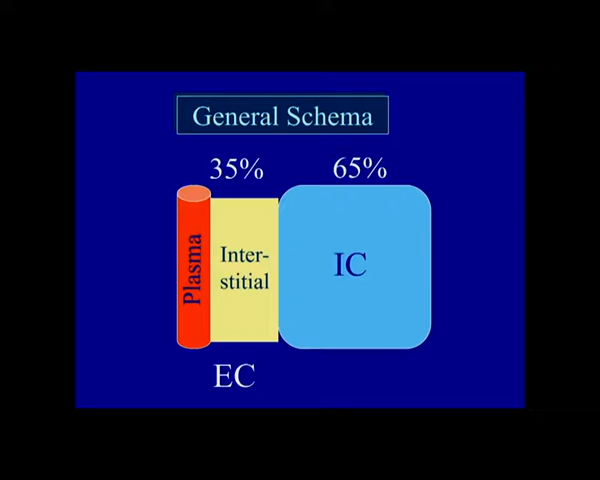 General Schema
35% 65%
Plasma
Inter-
stitial
IC
EC